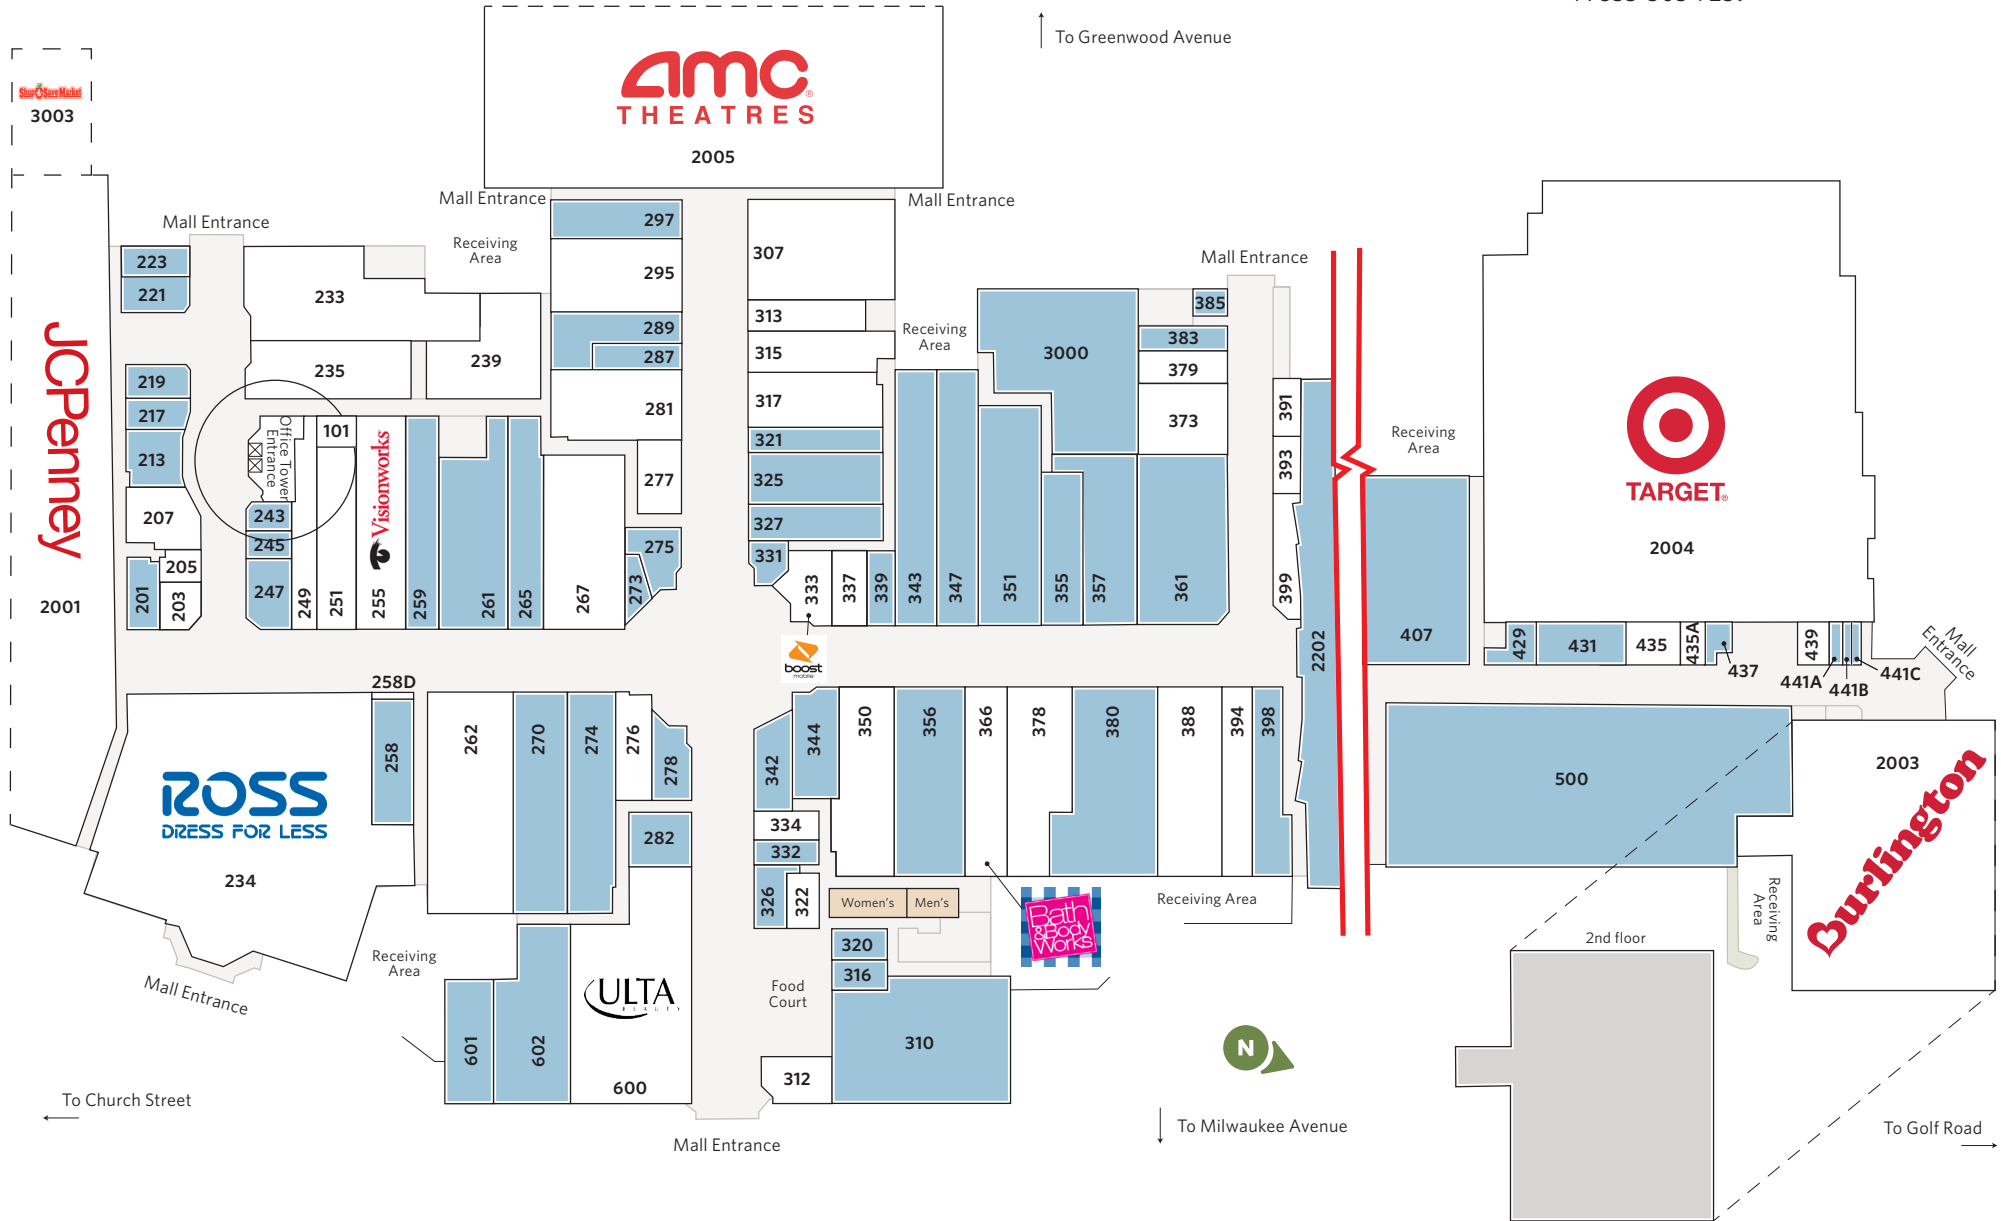 To Greenwood Avenue
Shop & Save Market
3003
AMC
THEATRES
2005
Mall Entrance
Mall Entrance
Mall Entrance
Mall Entrance
Receiving
Area
223
221
233
235
239
297
295
289
287
281
277
275
273
307
313
315
317
321
325
327
331
333
337
339
343
347
351
355
357
361
Receiving
Area
3000
385
383
379
373
391
393
399
2202
JCPenney
2001
219
217
213
207
205
203
201
Office Tower
Entrance
101
243
245
247
249
251
Visionworks
255
259
261
265
267
boost
mobile
Receiving
Area
407
TARGET
2004
429
431
435
435A
437
439
441A
441B
441C
Mall
Entrance
258D
258
ROSS
DRESS FOR LESS
234
Mall Entrance
262
270
274
276
278
282
Receiving
Area
601
602
ULTA
BEAUTY
600
342
344
334
332
326
322
350
356
366
378
380
388
394
398
Women's
Men's
320
316
310
312
Food
Court
Bath
& Body
Works
Receiving Area
500
2003
Burlington
Receiving
Area
2nd floor
N
To Church Street
Mall Entrance
To Milwaukee Avenue
To Golf Road